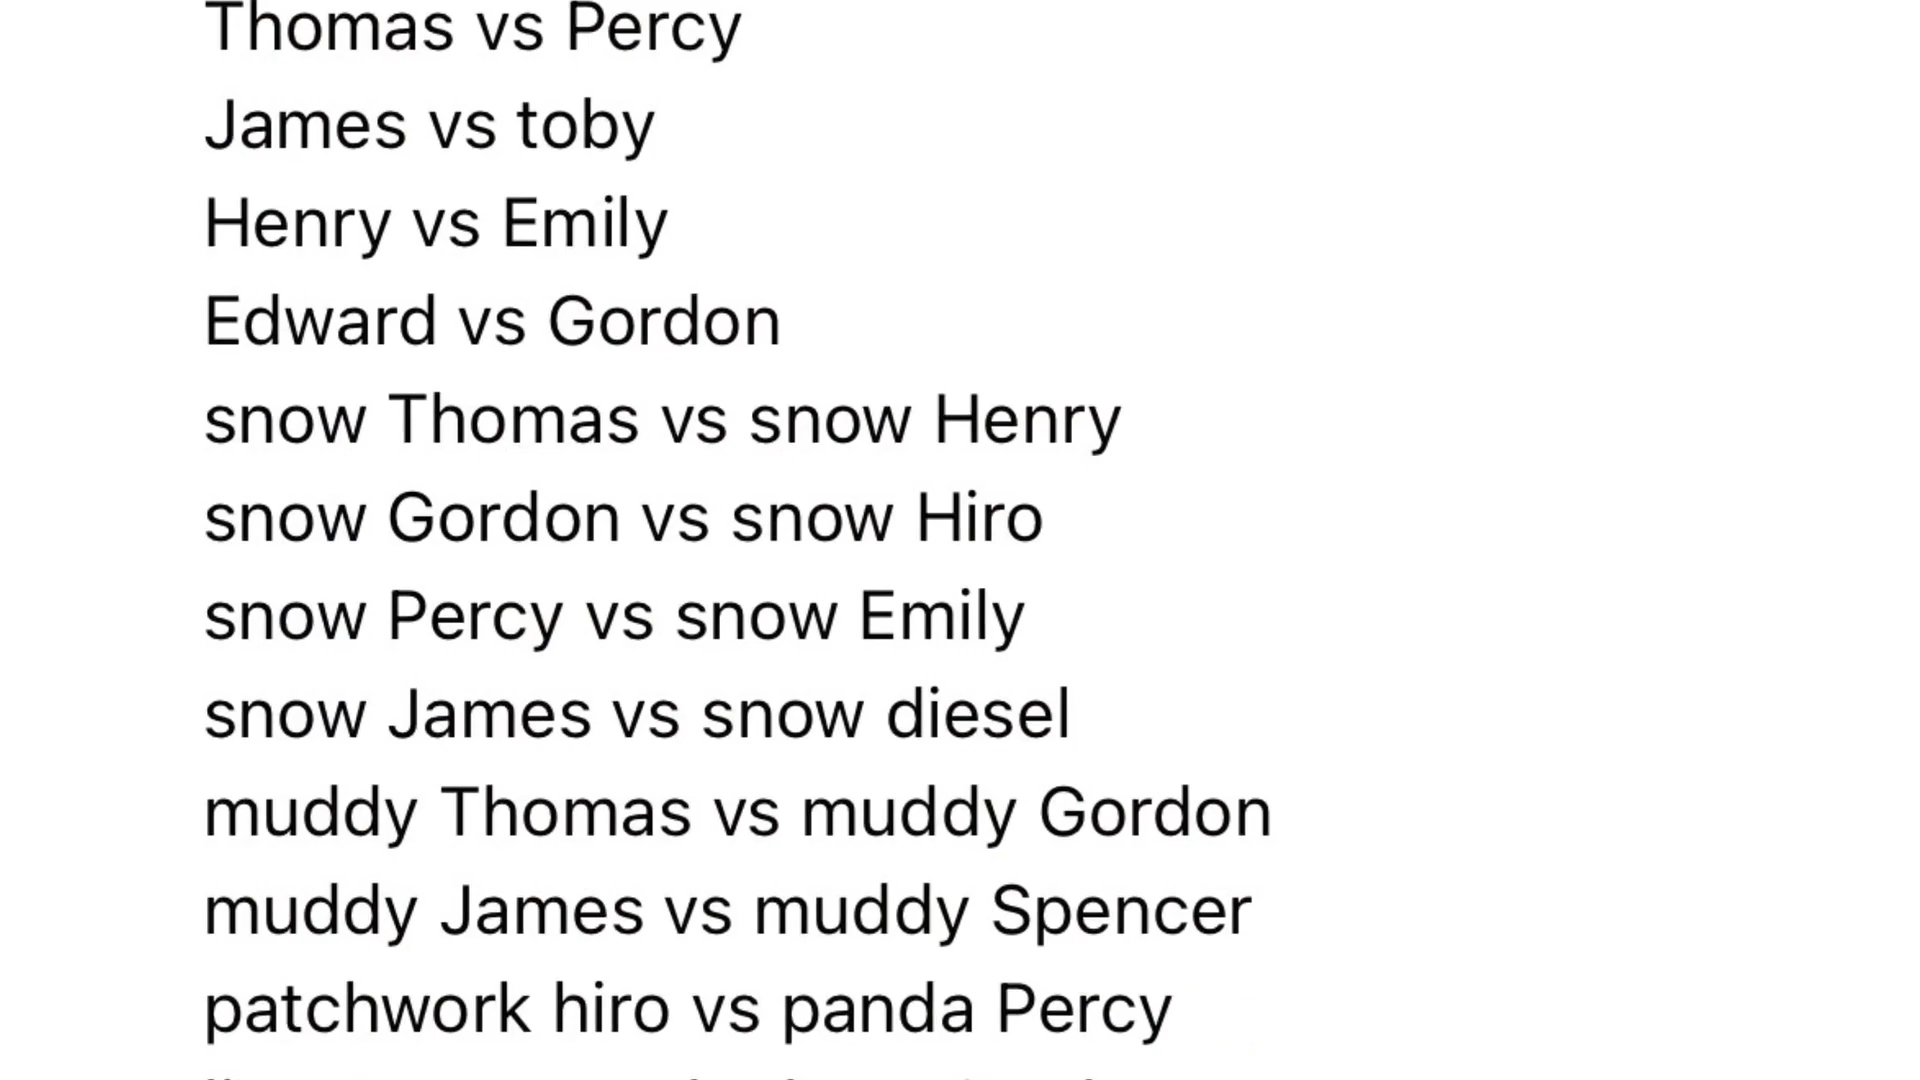 Thomas vs Percy
James vs toby
Henry vs Emily
Edward vs Gordon
snow Thomas vs snow Henry
snow Gordon vs snow Hiro
snow Percy vs snow Emily
snow James vs snow diesel
muddy Thomas vs muddy Gordon
muddy James vs muddy Spencer
patchwork hiro vs panda Percy